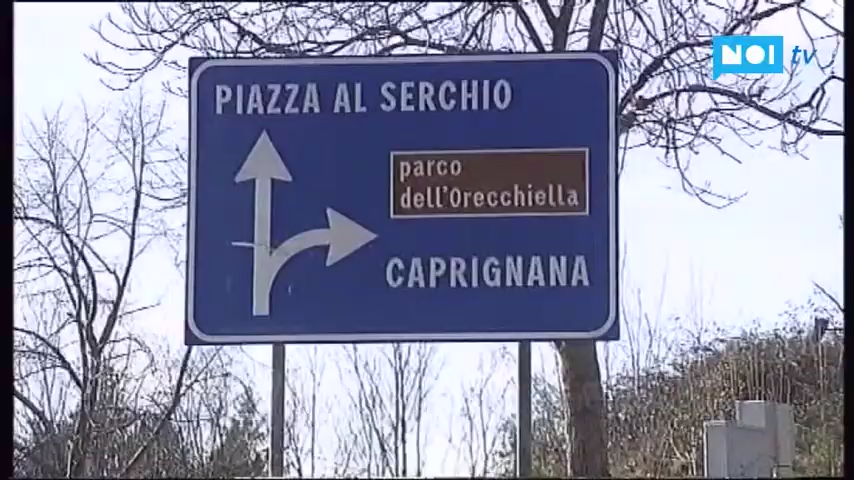 NOI tv
PIAZZA AL SERCHIO
parco
dell'Orecchiella
CAPRIGNANA